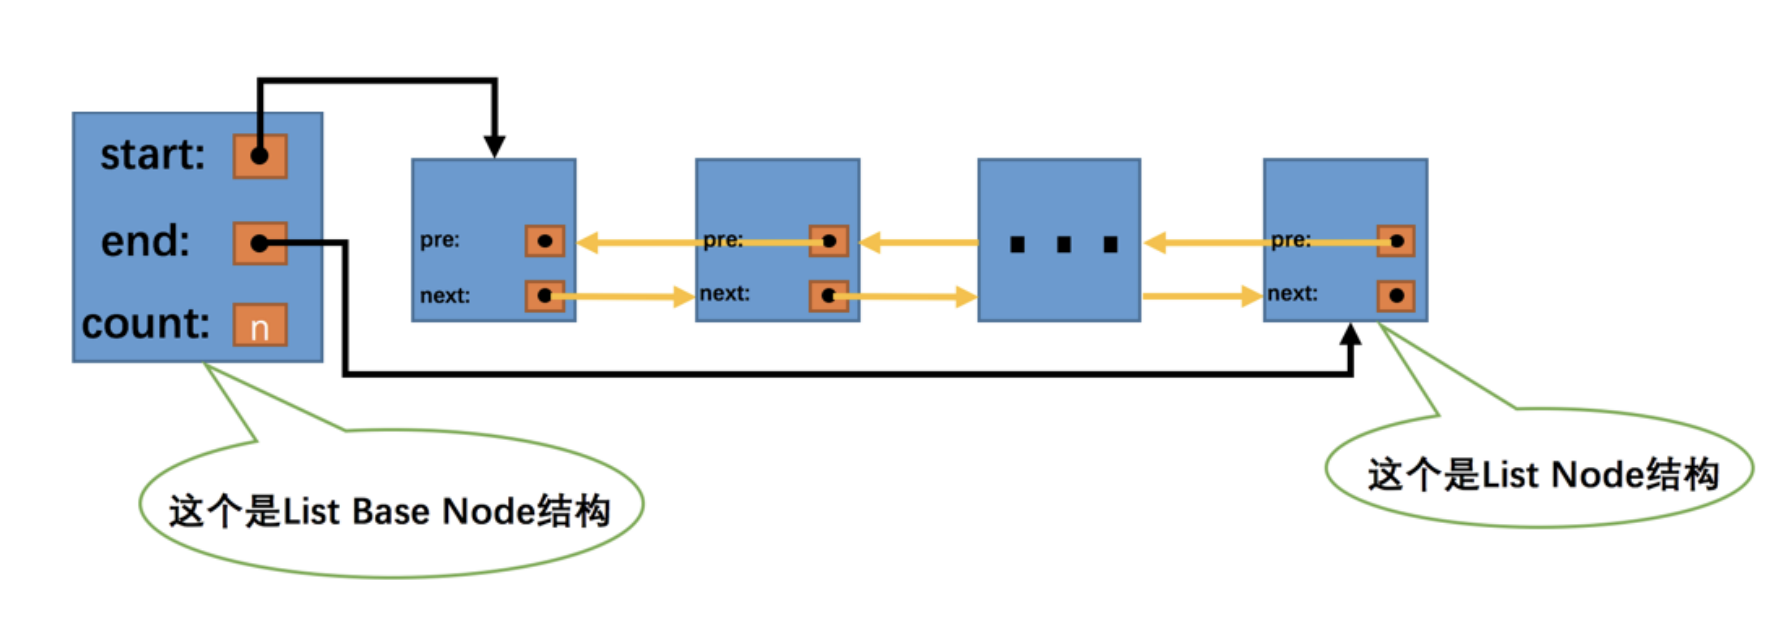 start:
end:
count: n
pre:
next:
pre:
next:
...
pre:
next:
这个是List Base Node结构
这个是List Node结构